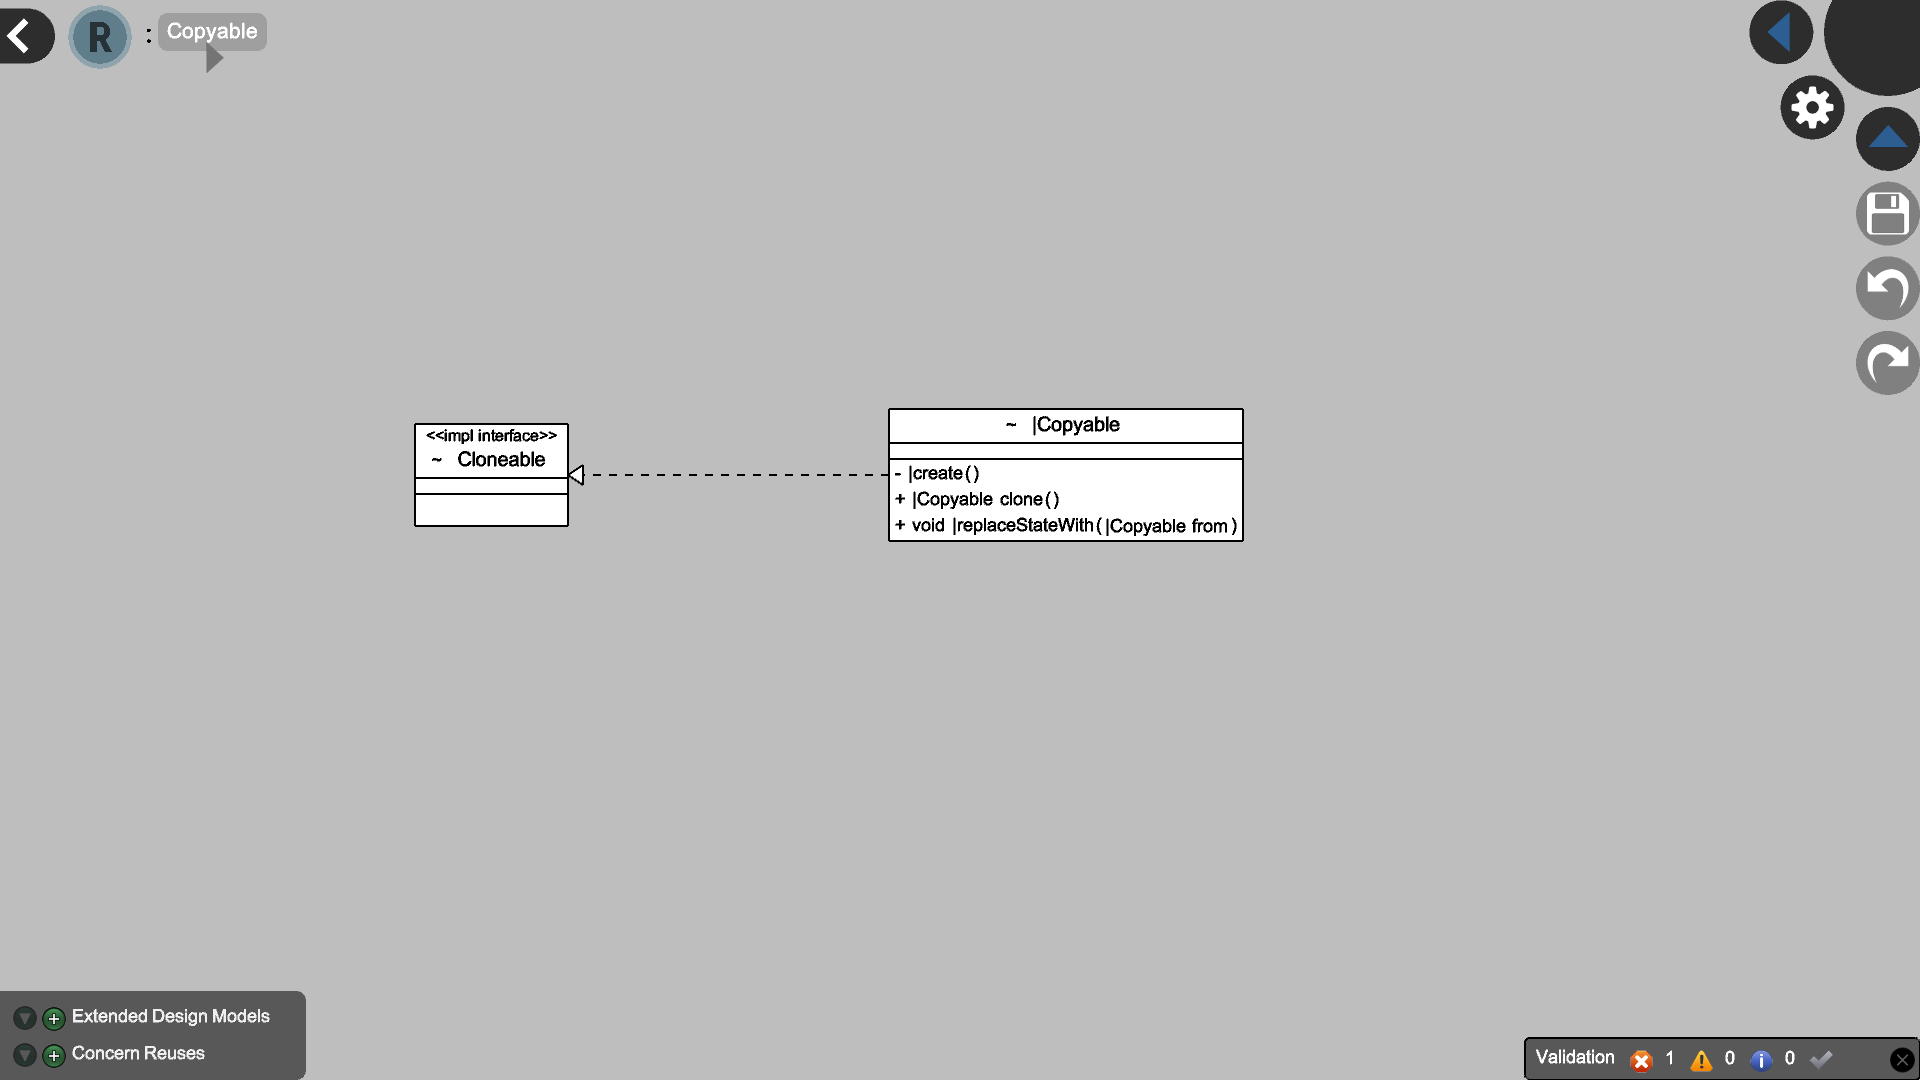 R : Copyable
<<impl interface>>
~ Cloneable
~ |Copyable
- |create()
+ |Copyable clone()
+ void |replaceStateWith(|Copyable from)
Extended Design Models
Concern Reuses
Validation 1 0 0